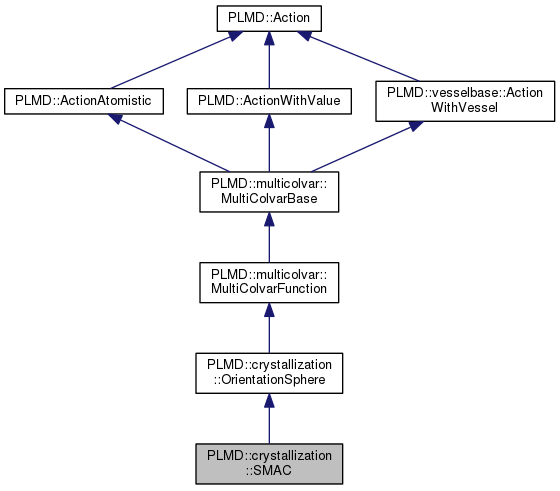 PLMD::Action
PLMD::ActionAtomistic
PLMD::ActionWithValue
PLMD::vesselbase::Action
WithVessel
PLMD::multicolvar::
MultiColvarBase
PLMD::multicolvar::
MultiColvarFunction
PLMD::crystallization
::OrientationSphere
PLMD::crystallization
::SMAC